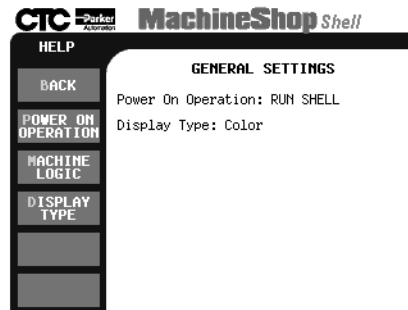 CTC Parker Automation MachineShop Shell
HELP
GENERAL SETTINGS
BACK
Power On Operation: RUN SHELL
POWER ON
OPERATION
Display Type: Color
MACHINE
LOGIC
DISPLAY
TYPE